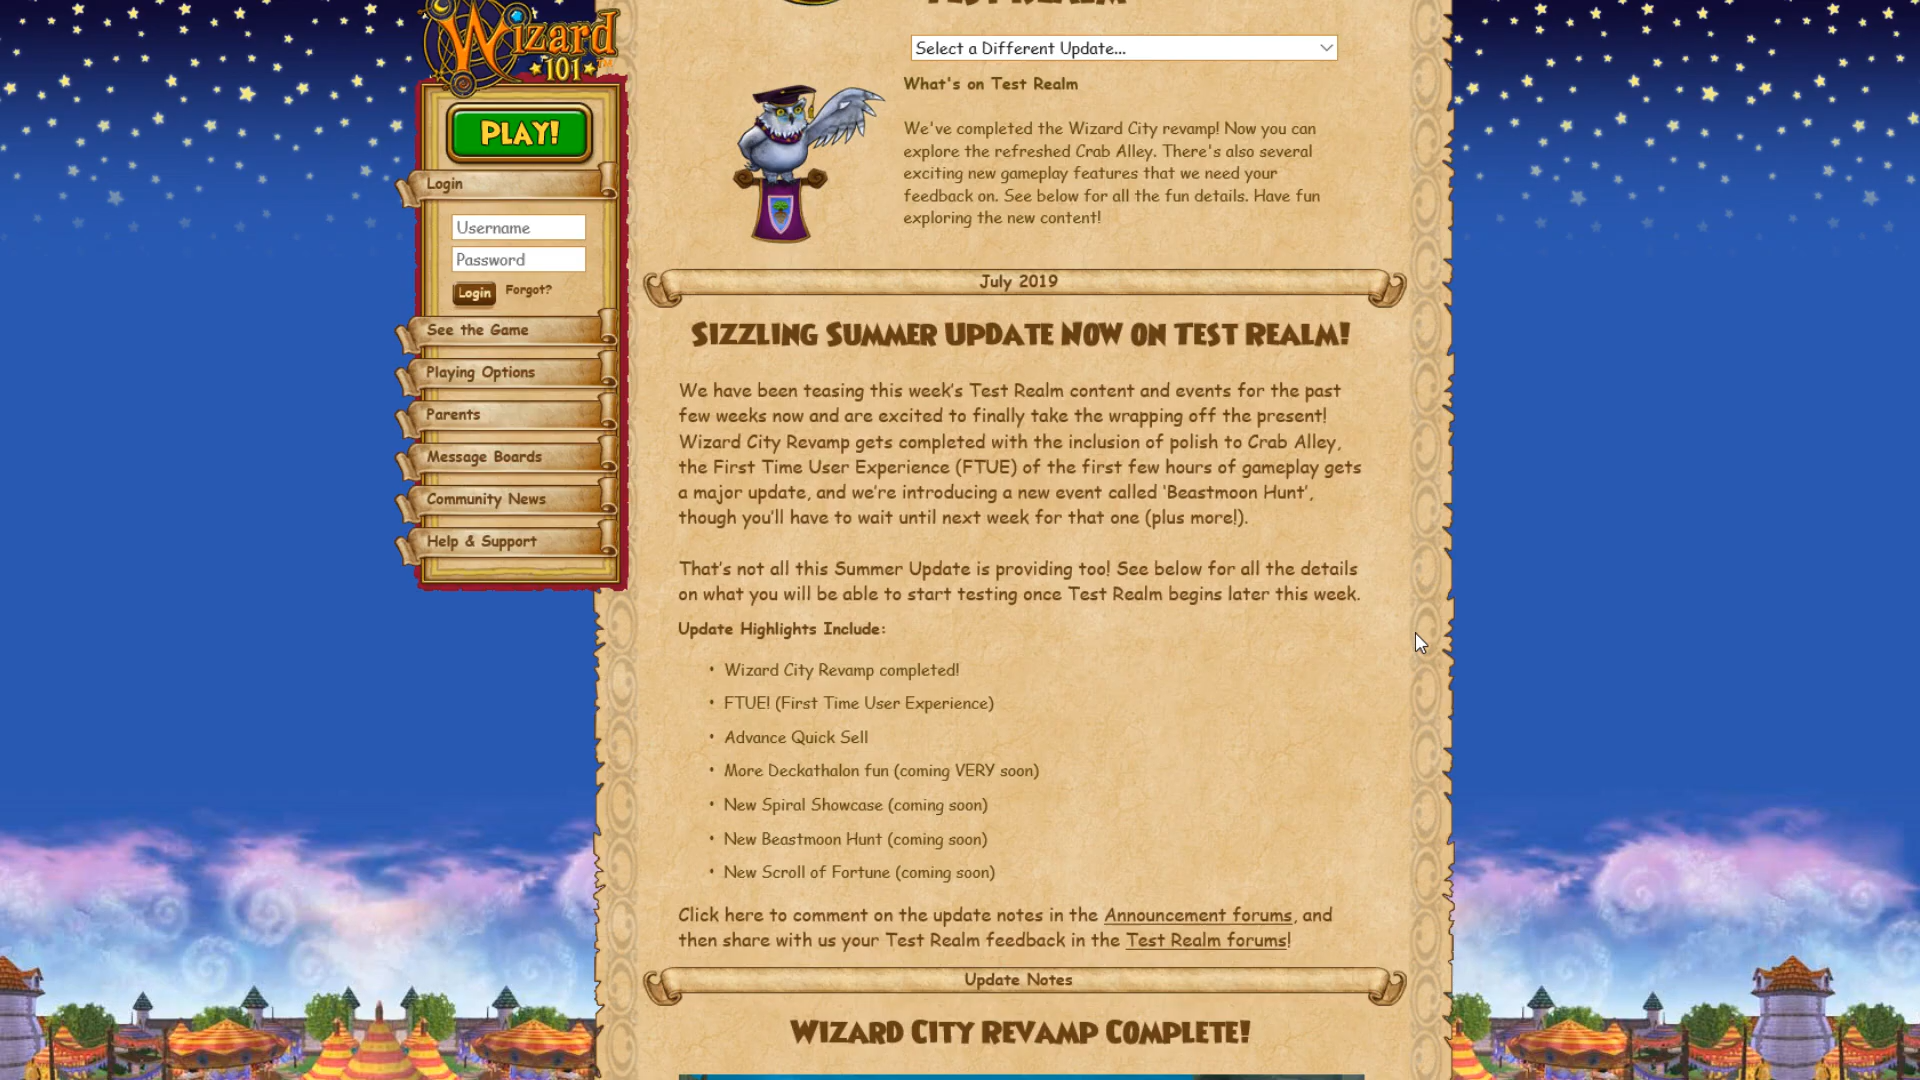 Wizard
101
PLAY!
Login
Username
Password
Login Forgot?
See the Game
Playing Options
Parents
Message Boards
Community News
Help & Support
TEST REALM
Select a Different Update...
What's on Test Realm
We've completed the Wizard City revamp! Now you can
explore the refreshed Crab Alley. There's also several
exciting new gameplay features that we need your
feedback on. See below for all the fun details. Have fun
exploring the new content!
July 2019
Sizzling Summer Update Now on Test Realm!
We have been teasing this week's Test Realm content and events for the past
few weeks now and are excited to finally take the wrapping off the present!
Wizard City Revamp gets completed with the inclusion of polish to Crab Alley,
the First Time User Experience (FTUE) of the first few hours of gameplay gets
a major update, and we're introducing a new event called 'Beastmoon Hunt',
though you'll have to wait until next week for that one (plus more!).
That's not all this Summer Update is providing too! See below for all the details
on what you will be able to start testing once Test Realm begins later this week.
Update Highlights Include:
• Wizard City Revamp completed!
• FTUE! (First Time User Experience)
• Advance Quick Sell
• More Deckathalon fun (coming VERY soon)
• New Spiral Showcase (coming soon)
• New Beastmoon Hunt (coming soon)
• New Scroll of Fortune (coming soon)
Click here to comment on the update notes in the Announcement forums, and
then share with us your Test Realm feedback in the Test Realm forums!
Update Notes
Wizard City Revamp Complete!